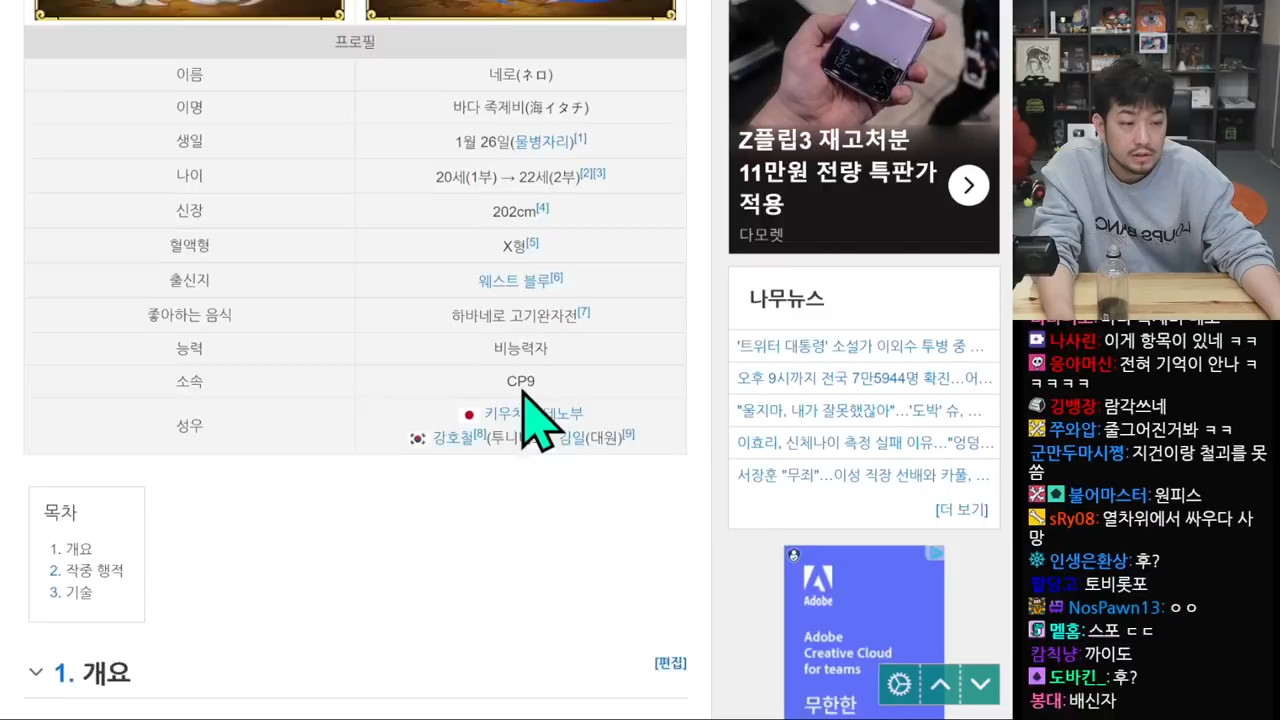 프로필
이름
네로(ネロ)
이명
바다 족제비(海イタチ)
생일
1월 26일(물병자리)[1]
나이
20세(1부) → 22세(2부)[2][3]
신장
202cm[4]
혈액형
X형[5]
출신지
웨스트 블루[6]
좋아하는 음식
하바네로 고기완자전[7]
능력
비능력자
소속
CP9
성우
강호철[8](투니
김일(대원)[9]
목차
1. 개요
2. 작중 행적
3. 기술
1. 개요
[편집]
Z플립3 재고처분
11만원 전량 특판가
적용
다모렛
나무뉴스
'트위터 대통령' 소설가 이외수 투병 중 ...
오후 9시까지 전국 7만5944명 확진...어...
"울지마, 내가 잘못했잖아"...'도박' 슈, ...
이효리, 신체나이 측정 실패 이유..."엉덩...
서장훈 "무죄"...이성 직장 선배와 카풀, ...
[더 보기]
Adobe
Adobe
Creative Cloud
for teams
무한한
나사린: 이게 항목이 있네 ㅋㅋ
응아머신: 전혀 기억이 안나 ㅋ
ㅋㅋㅋㅋ
깅뱅장: 람각쓰네
쭈와압: 줄그어진거봐 ㅋㅋ
군만두마시쪙: 지건이랑 철괴를 못
씀
불어마스터: 원피스
sRy08: 열차위에서 싸우다 사
망
인생은환상: 후?
토비롯포
NosPawn13: ㅇㅇ
멭홈: 스포 ㄷㄷ
캄칙냥: 까이도
도바킨_: 후?
봉대: 배신자